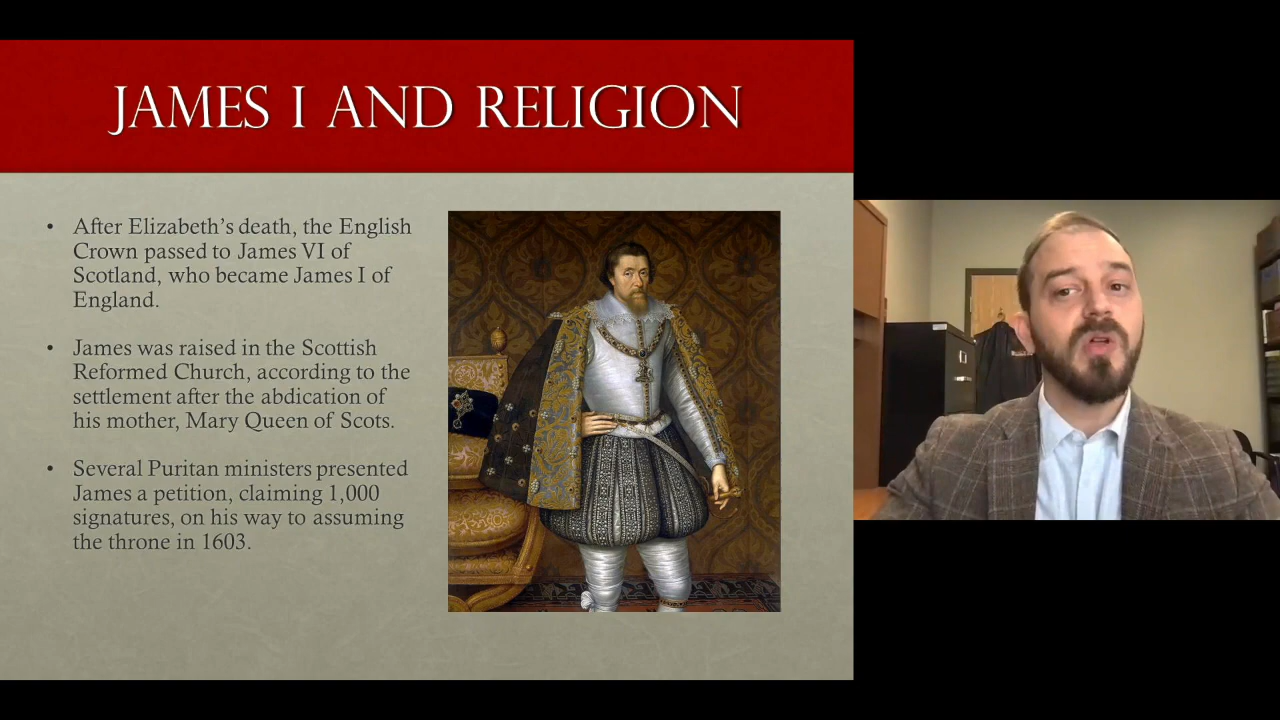 JAMES I AND RELIGION
• After Elizabeth's death, the English
Crown passed to James VI of
Scotland, who became James I of
England.
• James was raised in the Scottish
Reformed Church, according to the
settlement after the abdication of
his mother, Mary Queen of Scots.
• Several Puritan ministers presented
James a petition, claiming 1,000
signatures, on his way to assuming
the throne in 1603.